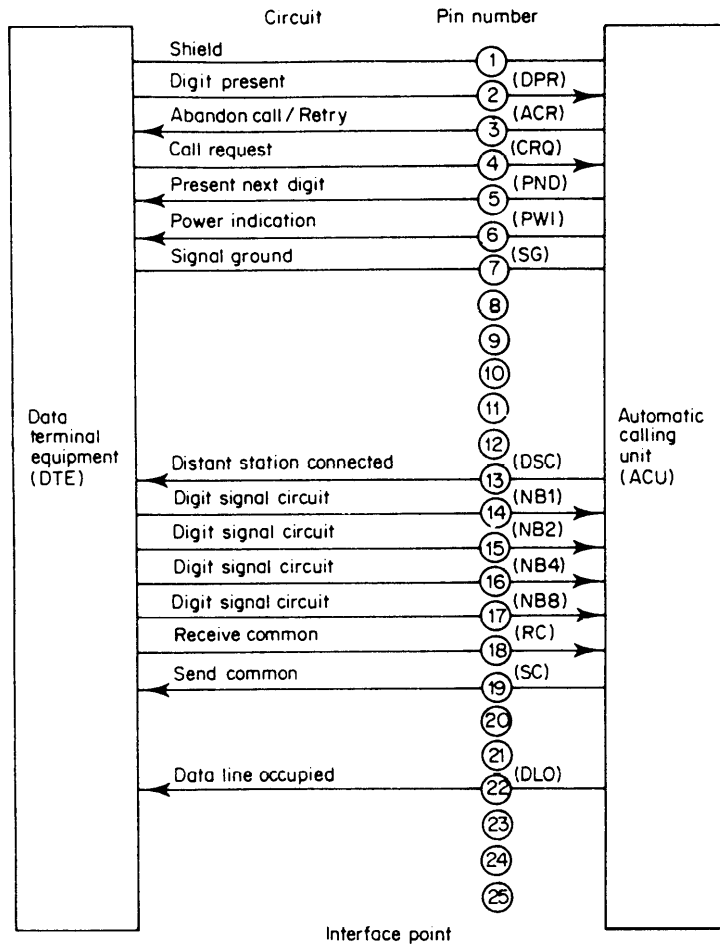 Circuit Pin number
Shield 1
Digit present 2 (DPR)
Abandon call / Retry 3 (ACR)
Call request 4 (CRQ)
Present next digit 5 (PND)
Power indication 6 (PWI)
Signal ground 7 (SG)
8
9
10
11
12
Data
terminal
equipment
(DTE)
Automatic
calling
unit
(ACU)
Distant station connected 13 (DSC)
Digit signal circuit 14 (NB1)
Digit signal circuit 15 (NB2)
Digit signal circuit 16 (NB4)
Digit signal circuit 17 (NB8)
Receive common 18 (RC)
Send common 19 (SC)
20
21
Data line occupied 22 (DLO)
23
24
25
Interface point